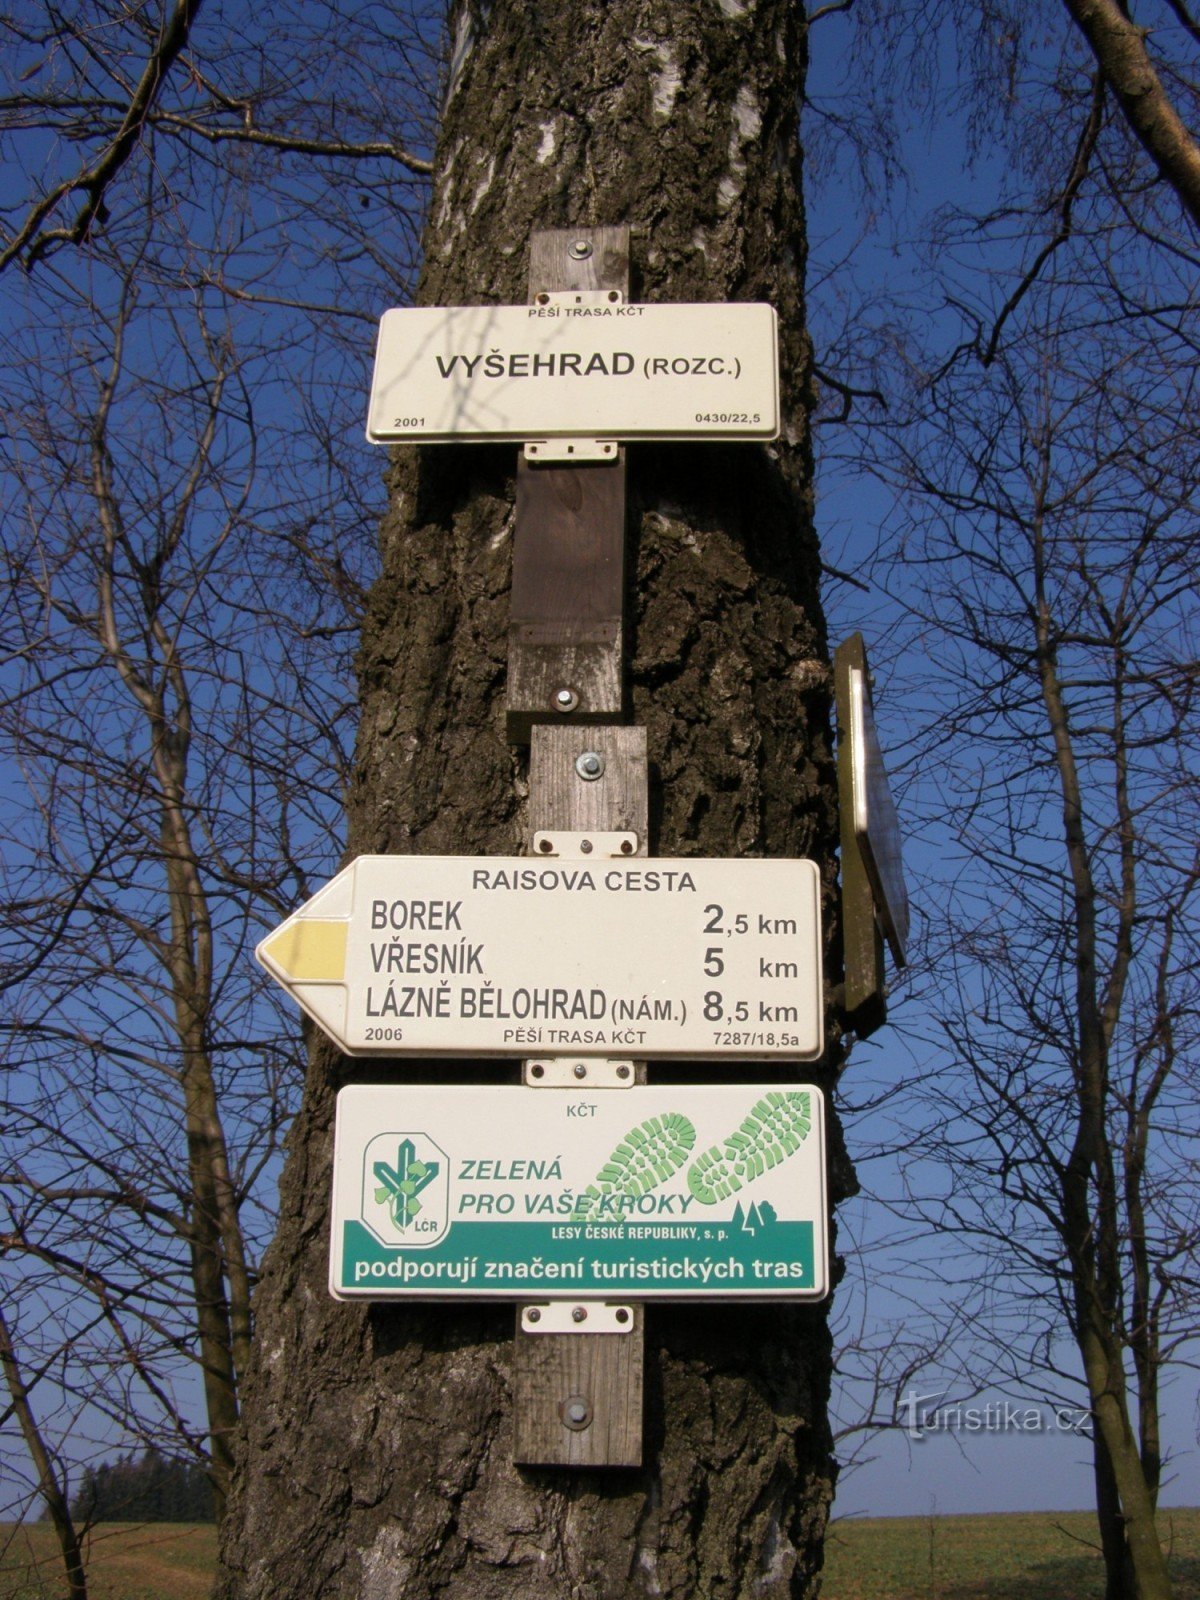 PĚŠÍ TRASA KČT
VYŠEHRAD (ROZC.)
2001 0430/22,5
RAISOVA CESTA
BOREK 2,5 km
VŘESNÍK 5 km
LÁZNĚ BĚLOHRAD (NÁM.) 8,5 km
2006 PĚŠÍ TRASA KČT 7287/18,5a
KČT
ZELENÁ
PRO VAŠE KROKY
LČR
LESY ČESKÉ REPUBLIKY, s. p.
podporují značení turistických tras
Turistika.cz